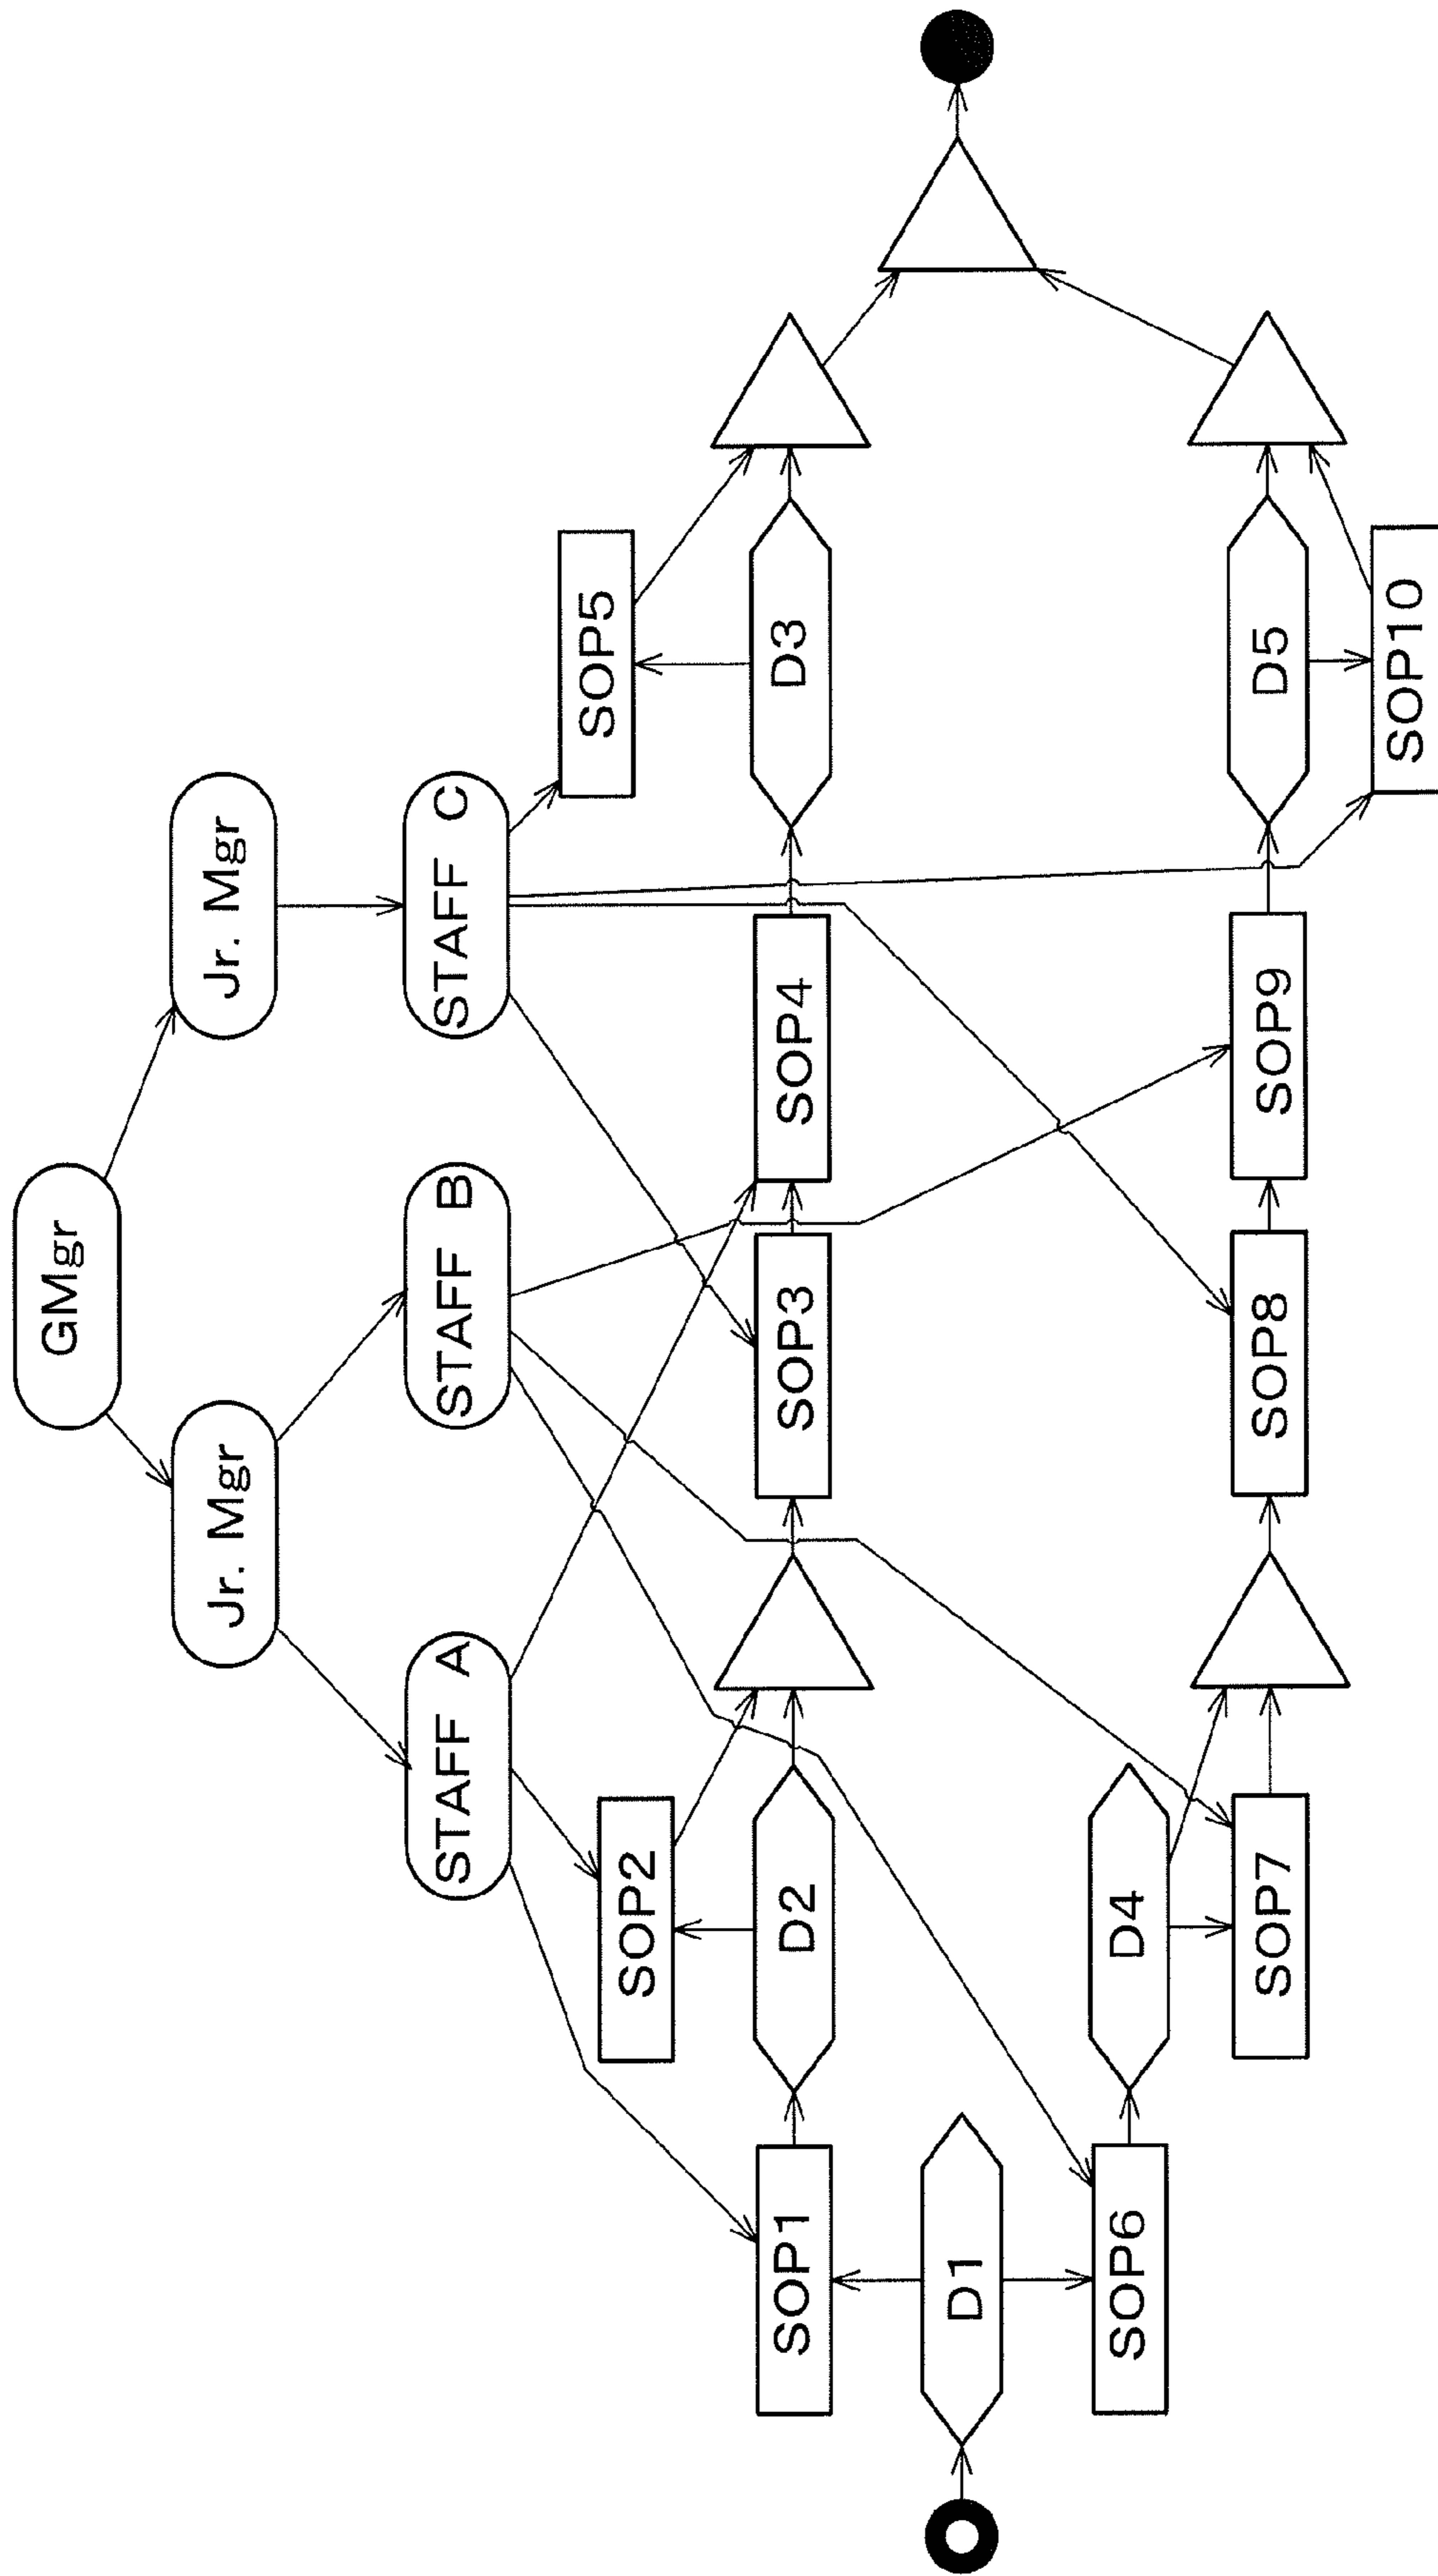 GMgr
Jr. Mgr
Jr. Mgr
STAFF A
STAFF B
STAFF C
SOP2
SOP5
SOP1
D2
SOP3
SOP4
D3
D1
SOP6
D4
SOP7
SOP8
SOP9
D5
SOP10